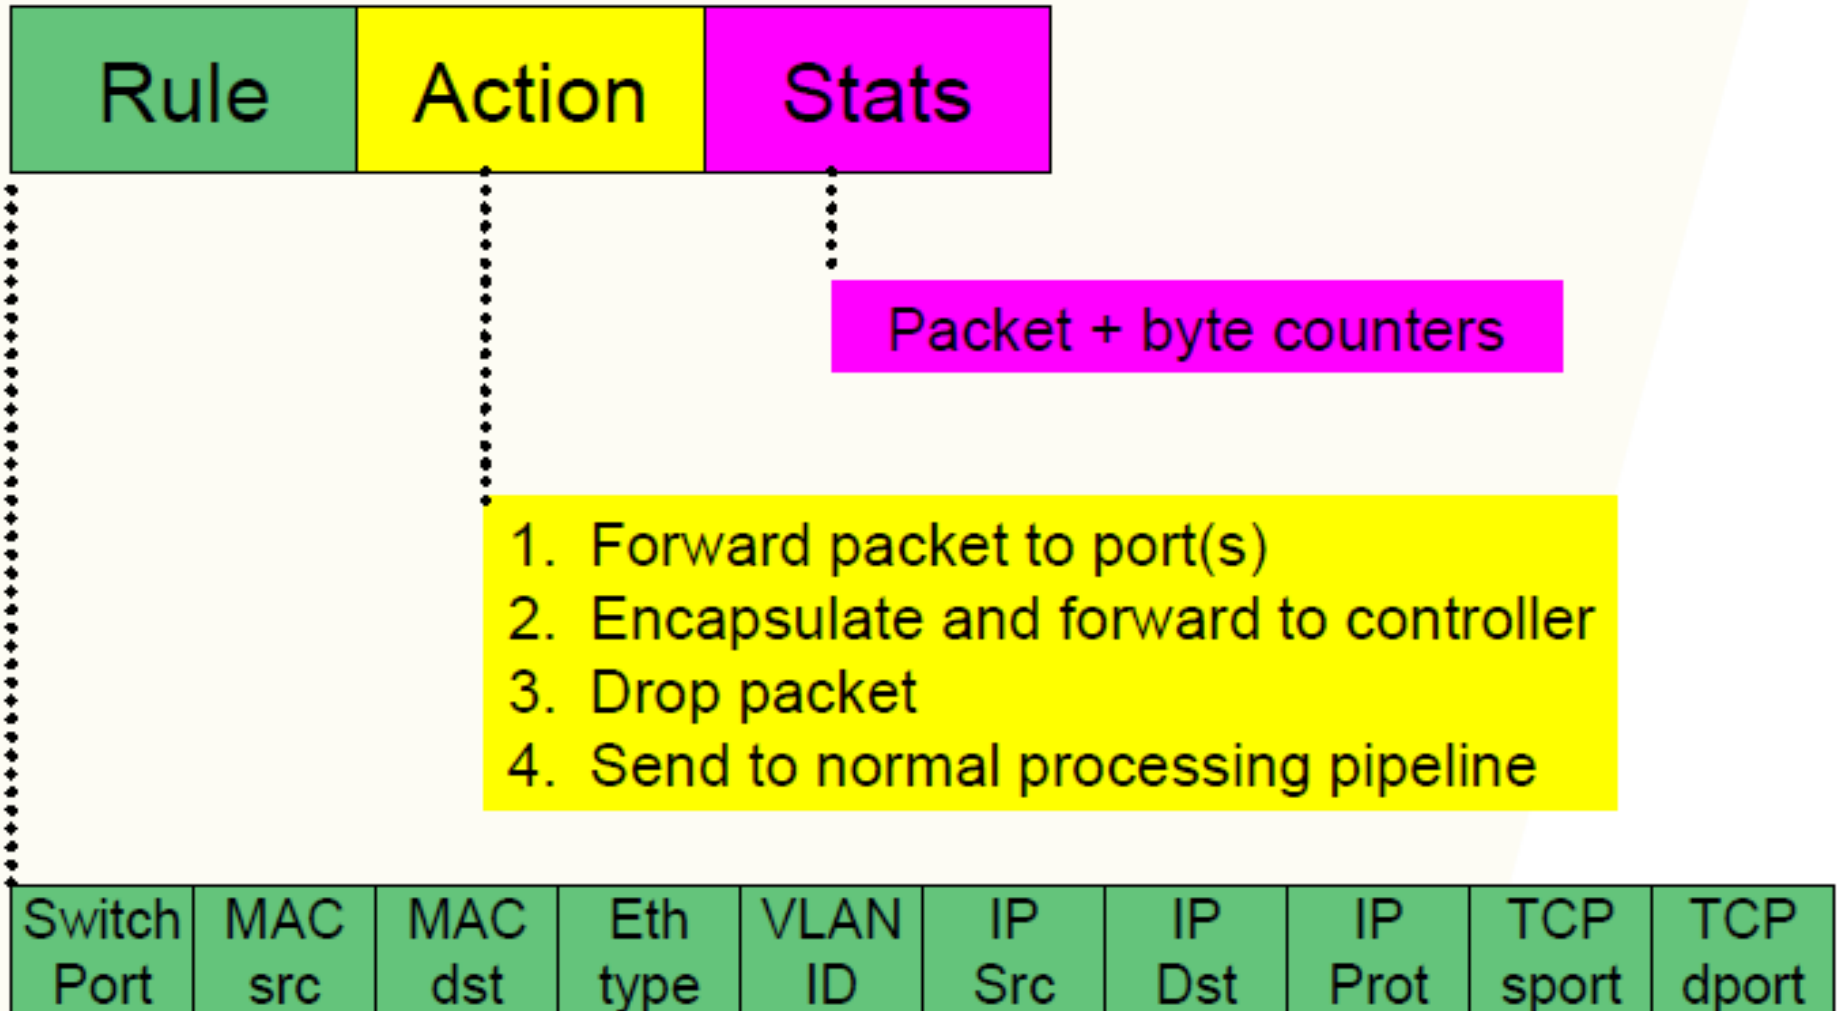 Rule Action Stats
Packet + byte counters
1. Forward packet to port(s)
2. Encapsulate and forward to controller
3. Drop packet
4. Send to normal processing pipeline
Switch MAC MAC Eth VLAN IP IP IP TCP TCP
Port src dst type ID Src Dst Prot sport dport